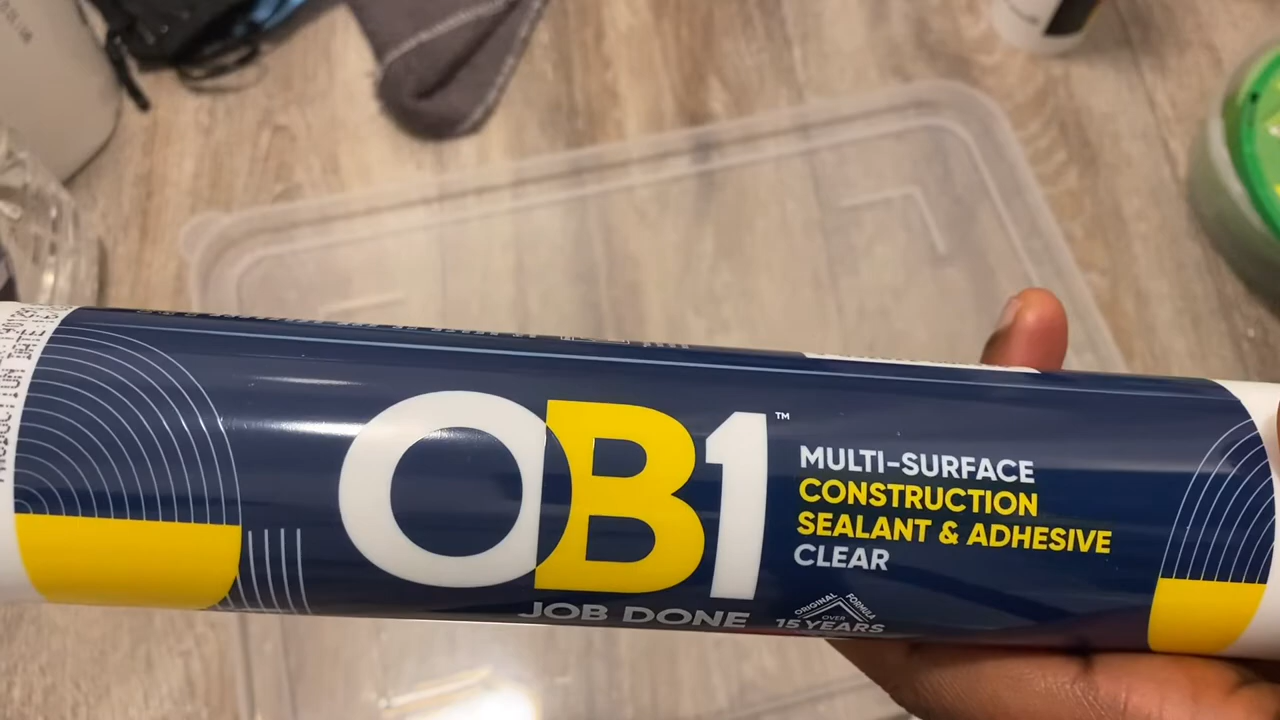 OB1™
MULTI-SURFACE
CONSTRUCTION
SEALANT & ADHESIVE
CLEAR
JOB DONE
ORIGINAL FORMULA
OVER
15 YEARS